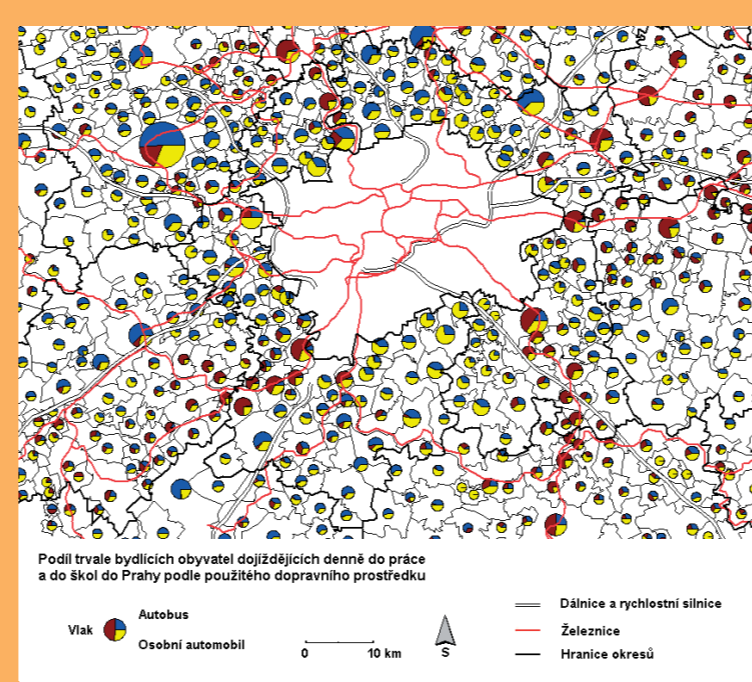 Podíl trvale bydlících obyvatel dojíždějících denně do práce
a do škol do Prahy podle použitého dopravního prostředku
Vlak
Autobus
Osobní automobil
0 10 km
S
Dálnice a rychlostní silnice
Železnice
Hranice okresů